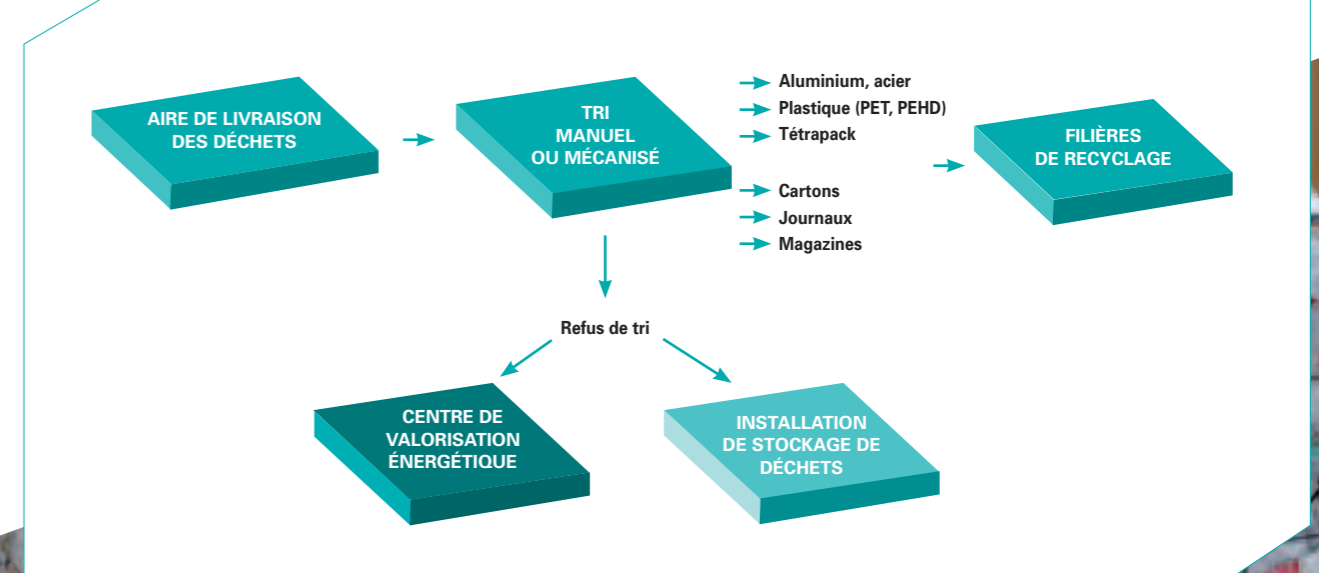 AIRE DE LIVRAISON
DES DÉCHETS
TRI
MANUEL
OU MÉCANISÉ
Aluminium, acier
Plastique (PET, PEHD)
Tétrapack
Cartons
Journaux
Magazines
FILIÈRES
DE RECYCLAGE
Refus de tri
CENTRE DE
VALORISATION
ÉNERGÉTIQUE
INSTALLATION
DE STOCKAGE DE
DÉCHETS